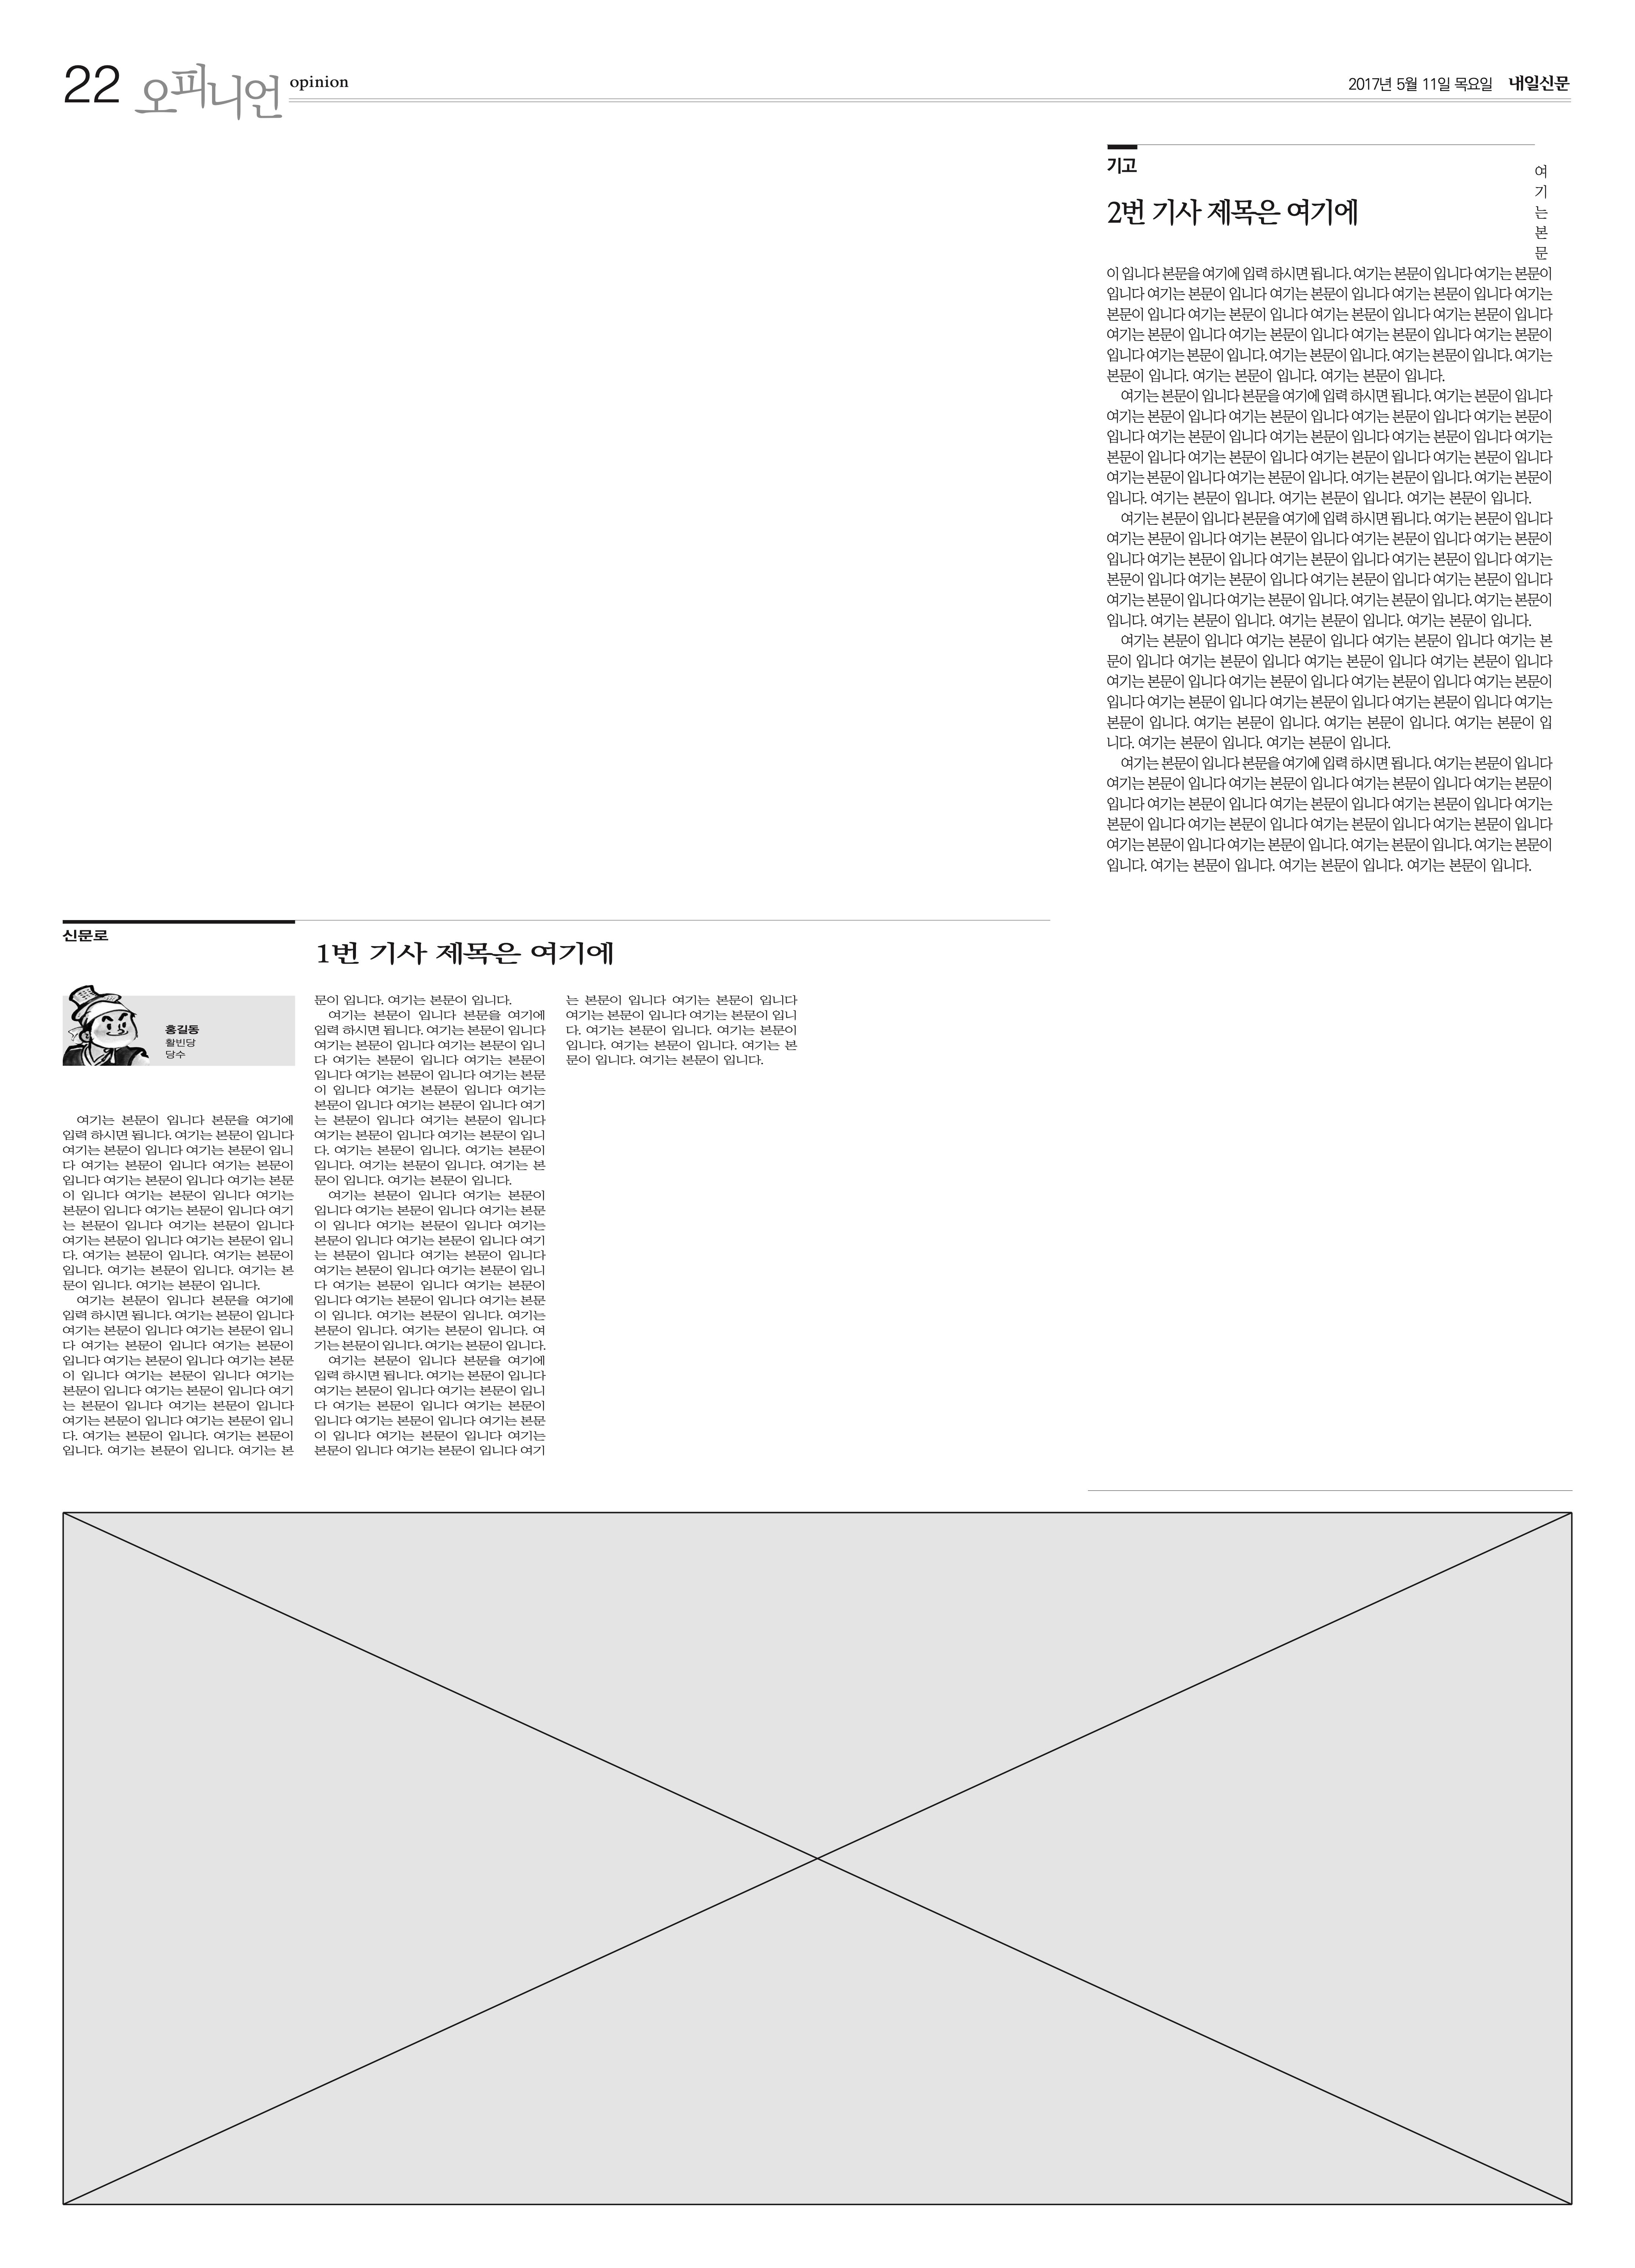 22 오피니언 opinion
2017년 5월 11일 목요일 내일신문
기고
2번 기사 제목은 여기에
여
기
는
본
문
이 입니다 본문을 여기에 입력 하시면 됩니다. 여기는 본문이 입니다 여기는 본문이
입니다 여기는 본문이 입니다 여기는 본문이 입니다 여기는 본문이 입니다 여기는
본문이 입니다 여기는 본문이 입니다 여기는 본문이 입니다 여기는 본문이 입니다
여기는 본문이 입니다 여기는 본문이 입니다 여기는 본문이 입니다 여기는 본문이
입니다 여기는 본문이 입니다. 여기는 본문이 입니다. 여기는 본문이 입니다. 여기는
본문이 입니다. 여기는 본문이 입니다. 여기는 본문이 입니다.
여기는 본문이 입니다 본문을 여기에 입력 하시면 됩니다. 여기는 본문이 입니다
여기는 본문이 입니다 여기는 본문이 입니다 여기는 본문이 입니다 여기는 본문이
입니다 여기는 본문이 입니다 여기는 본문이 입니다 여기는 본문이 입니다 여기는
본문이 입니다 여기는 본문이 입니다 여기는 본문이 입니다 여기는 본문이 입니다
여기는 본문이 입니다 여기는 본문이 입니다. 여기는 본문이 입니다. 여기는 본문이
입니다. 여기는 본문이 입니다. 여기는 본문이 입니다. 여기는 본문이 입니다.
여기는 본문이 입니다 본문을 여기에 입력 하시면 됩니다. 여기는 본문이 입니다
여기는 본문이 입니다 여기는 본문이 입니다 여기는 본문이 입니다 여기는 본문이
입니다 여기는 본문이 입니다 여기는 본문이 입니다 여기는 본문이 입니다 여기는
본문이 입니다 여기는 본문이 입니다 여기는 본문이 입니다 여기는 본문이 입니다
여기는 본문이 입니다 여기는 본문이 입니다. 여기는 본문이 입니다. 여기는 본문이
입니다. 여기는 본문이 입니다. 여기는 본문이 입니다. 여기는 본문이 입니다.
여기는 본문이 입니다 여기는 본문이 입니다 여기는 본문이 입니다 여기는 본
문이 입니다 여기는 본문이 입니다 여기는 본문이 입니다 여기는 본문이 입니다
여기는 본문이 입니다 여기는 본문이 입니다 여기는 본문이 입니다 여기는 본문이
입니다 여기는 본문이 입니다 여기는 본문이 입니다 여기는 본문이 입니다 여기는
본문이 입니다. 여기는 본문이 입니다. 여기는 본문이 입니다. 여기는 본문이 입
니다. 여기는 본문이 입니다. 여기는 본문이 입니다.
여기는 본문이 입니다 본문을 여기에 입력 하시면 됩니다. 여기는 본문이 입니다
여기는 본문이 입니다 여기는 본문이 입니다 여기는 본문이 입니다 여기는 본문이
입니다 여기는 본문이 입니다 여기는 본문이 입니다 여기는 본문이 입니다 여기는
본문이 입니다 여기는 본문이 입니다 여기는 본문이 입니다 여기는 본문이 입니다
여기는 본문이 입니다 여기는 본문이 입니다. 여기는 본문이 입니다. 여기는 본문이
입니다. 여기는 본문이 입니다. 여기는 본문이 입니다. 여기는 본문이 입니다.
신문로
1번 기사 제목은 여기에
홍길동
활빈당
당수
여기는 본문이 입니다 본문을 여기에
입력 하시면 됩니다. 여기는 본문이 입니다
여기는 본문이 입니다 여기는 본문이 입니
다 여기는 본문이 입니다 여기는 본문이
입니다 여기는 본문이 입니다 여기는 본문
이 입니다 여기는 본문이 입니다 여기는
본문이 입니다 여기는 본문이 입니다 여기
는 본문이 입니다 여기는 본문이 입니다
여기는 본문이 입니다 여기는 본문이 입니
다. 여기는 본문이 입니다. 여기는 본문이
입니다. 여기는 본문이 입니다. 여기는 본
문이 입니다. 여기는 본문이 입니다.
여기는 본문이 입니다 본문을 여기에
입력 하시면 됩니다. 여기는 본문이 입니다
여기는 본문이 입니다 여기는 본문이 입니
다 여기는 본문이 입니다 여기는 본문이
입니다 여기는 본문이 입니다 여기는 본문
이 입니다 여기는 본문이 입니다 여기는
본문이 입니다 여기는 본문이 입니다 여기
는 본문이 입니다 여기는 본문이 입니다
여기는 본문이 입니다 여기는 본문이 입니
다. 여기는 본문이 입니다. 여기는 본문이
입니다. 여기는 본문이 입니다. 여기는 본
문이 입니다. 여기는 본문이 입니다.
여기는 본문이 입니다 본문을 여기에
입력 하시면 됩니다. 여기는 본문이 입니다
여기는 본문이 입니다 여기는 본문이 입니
다 여기는 본문이 입니다 여기는 본문이
입니다 여기는 본문이 입니다 여기는 본문
이 입니다 여기는 본문이 입니다 여기는
본문이 입니다 여기는 본문이 입니다 여기
는 본문이 입니다 여기는 본문이 입니다
여기는 본문이 입니다 여기는 본문이 입니
다. 여기는 본문이 입니다. 여기는 본문이
입니다. 여기는 본문이 입니다. 여기는 본
문이 입니다. 여기는 본문이 입니다.
여기는 본문이 입니다 여기는 본문이
입니다 여기는 본문이 입니다 여기는 본문
이 입니다 여기는 본문이 입니다 여기는
본문이 입니다 여기는 본문이 입니다 여기
는 본문이 입니다 여기는 본문이 입니다
여기는 본문이 입니다 여기는 본문이 입니
다 여기는 본문이 입니다 여기는 본문이
입니다 여기는 본문이 입니다 여기는 본문
이 입니다. 여기는 본문이 입니다. 여기는
본문이 입니다. 여기는 본문이 입니다. 여
기는 본문이 입니다. 여기는 본문이 입니다.
여기는 본문이 입니다 본문을 여기에
입력 하시면 됩니다. 여기는 본문이 입니다
여기는 본문이 입니다 여기는 본문이 입니
다 여기는 본문이 입니다 여기는 본문이
입니다 여기는 본문이 입니다 여기는 본문
이 입니다 여기는 본문이 입니다 여기는
본문이 입니다 여기는 본문이 입니다 여기
는 본문이 입니다 여기는 본문이 입니다
여기는 본문이 입니다 여기는 본문이 입니
다. 여기는 본문이 입니다. 여기는 본문이
입니다. 여기는 본문이 입니다. 여기는 본
문이 입니다. 여기는 본문이 입니다.